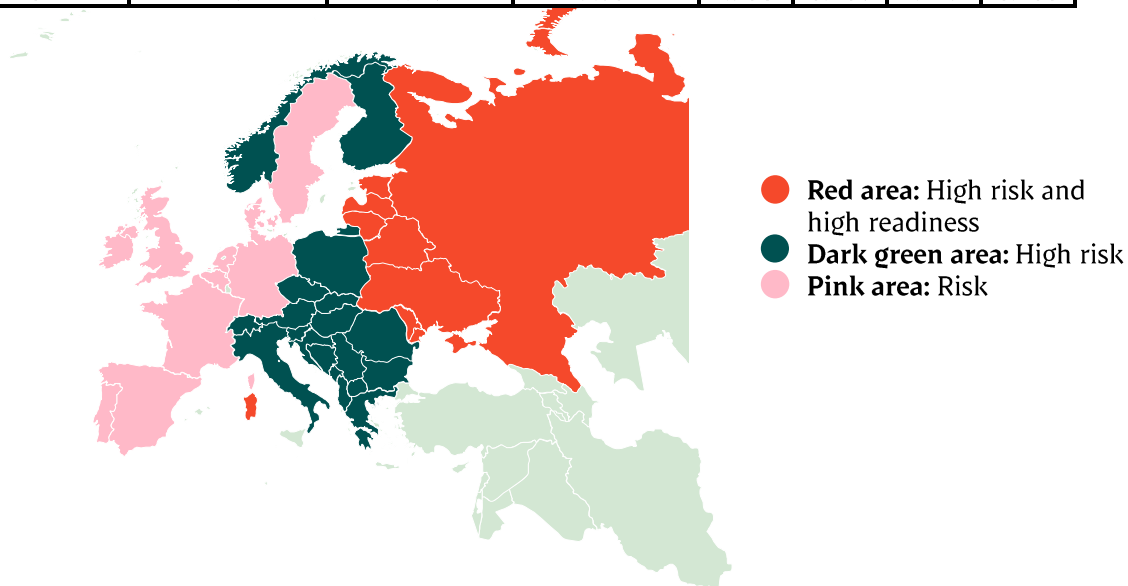 Red area: High risk and
high readiness
Dark green area: High risk
Pink area: Risk